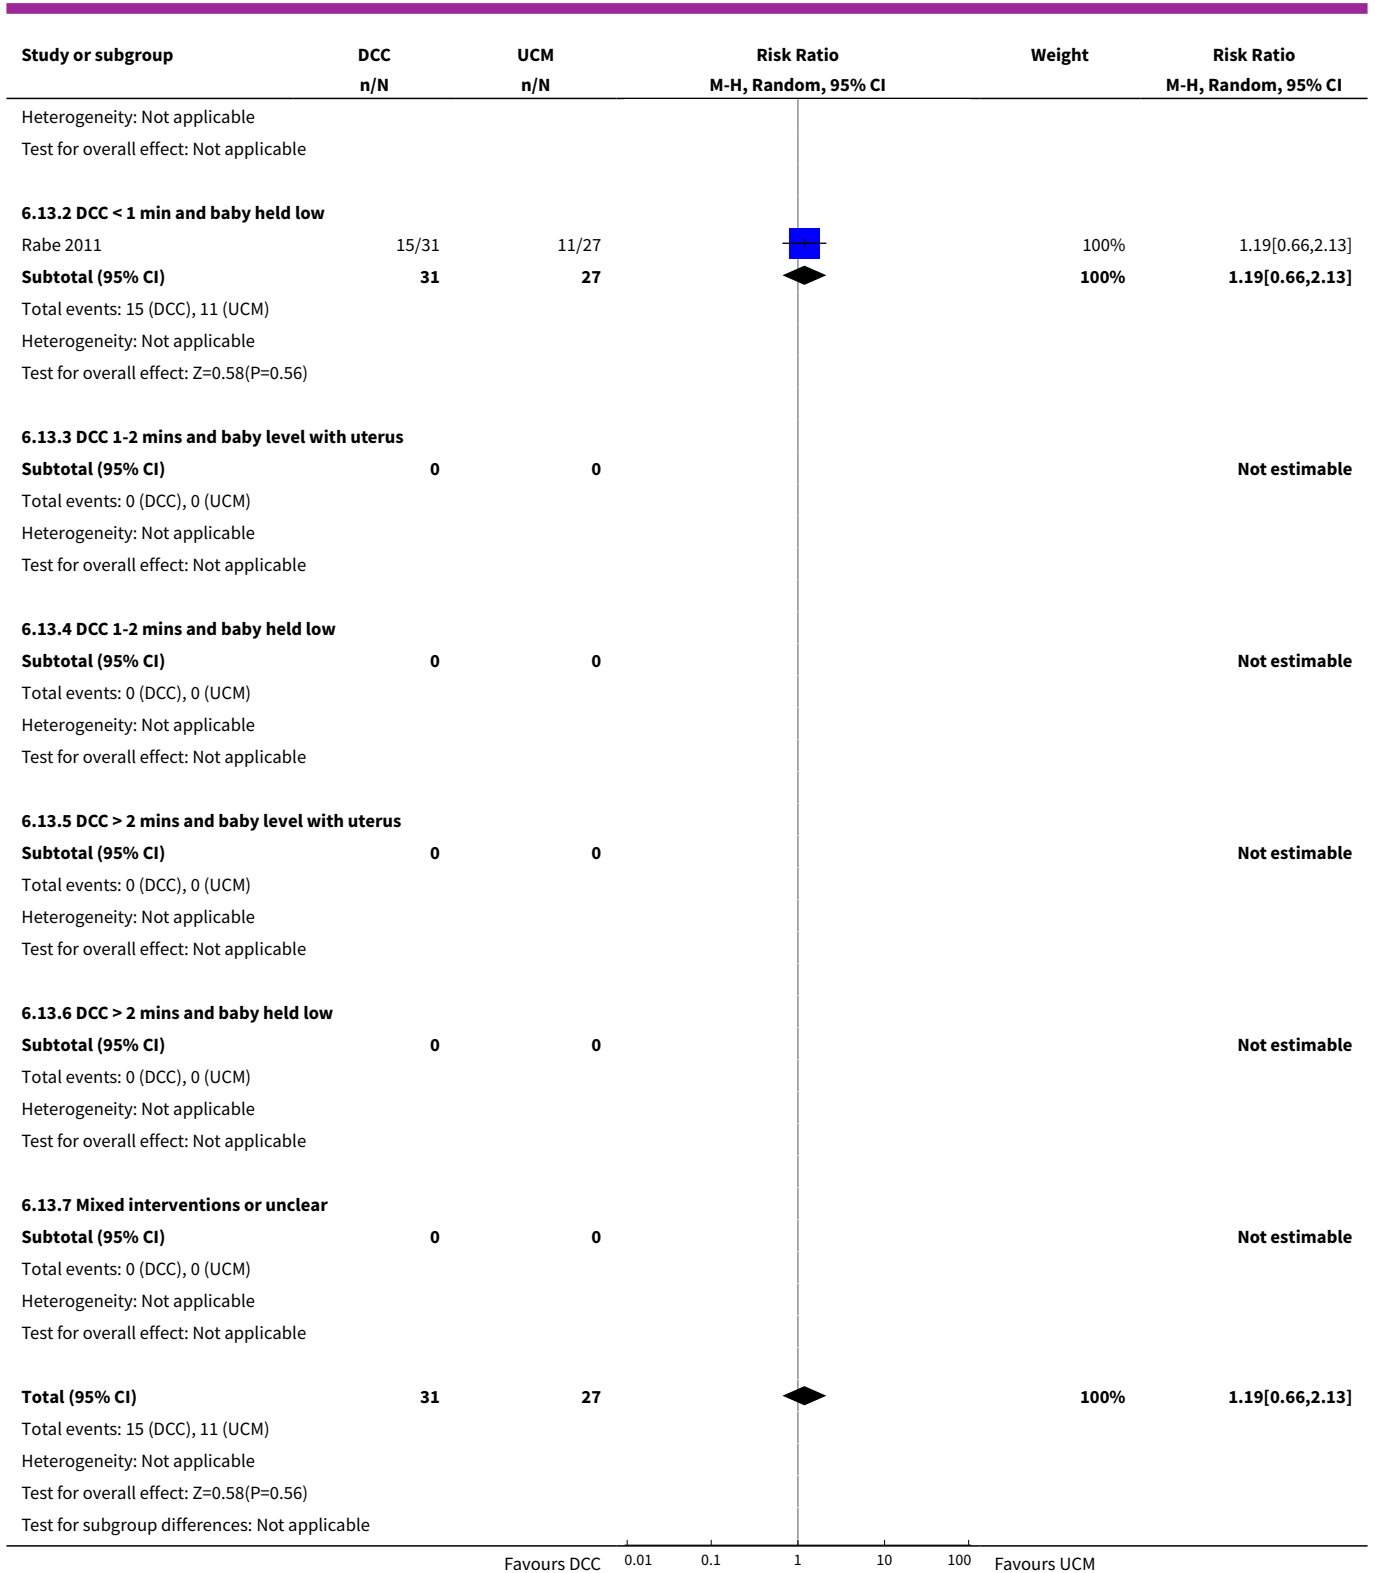 Study or subgroup DCC UCM Risk Ratio Weight Risk Ratio
n/N n/N M-H, Random, 95% CI M-H, Random, 95% CI
Heterogeneity: Not applicable
Test for overall effect: Not applicable
6.13.2 DCC < 1 min and baby held low
Rabe 2011 15/31 11/27 100% 1.19[0.66,2.13]
Subtotal (95% CI) 31 27 100% 1.19[0.66,2.13]
Total events: 15 (DCC), 11 (UCM)
Heterogeneity: Not applicable
Test for overall effect: Z=0.58(P=0.56)
6.13.3 DCC 1-2 mins and baby level with uterus
Subtotal (95% CI) 0 0 Not estimable
Total events: 0 (DCC), 0 (UCM)
Heterogeneity: Not applicable
Test for overall effect: Not applicable
6.13.4 DCC 1-2 mins and baby held low
Subtotal (95% CI) 0 0 Not estimable
Total events: 0 (DCC), 0 (UCM)
Heterogeneity: Not applicable
Test for overall effect: Not applicable
6.13.5 DCC > 2 mins and baby level with uterus
Subtotal (95% CI) 0 0 Not estimable
Total events: 0 (DCC), 0 (UCM)
Heterogeneity: Not applicable
Test for overall effect: Not applicable
6.13.6 DCC > 2 mins and baby held low
Subtotal (95% CI) 0 0 Not estimable
Total events: 0 (DCC), 0 (UCM)
Heterogeneity: Not applicable
Test for overall effect: Not applicable
6.13.7 Mixed interventions or unclear
Subtotal (95% CI) 0 0 Not estimable
Total events: 0 (DCC), 0 (UCM)
Heterogeneity: Not applicable
Test for overall effect: Not applicable
Total (95% CI) 31 27 100% 1.19[0.66,2.13]
Total events: 15 (DCC), 11 (UCM)
Heterogeneity: Not applicable
Test for overall effect: Z=0.58(P=0.56)
Test for subgroup differences: Not applicable
Favours DCC 0.01 0.1 1 10 100 Favours UCM